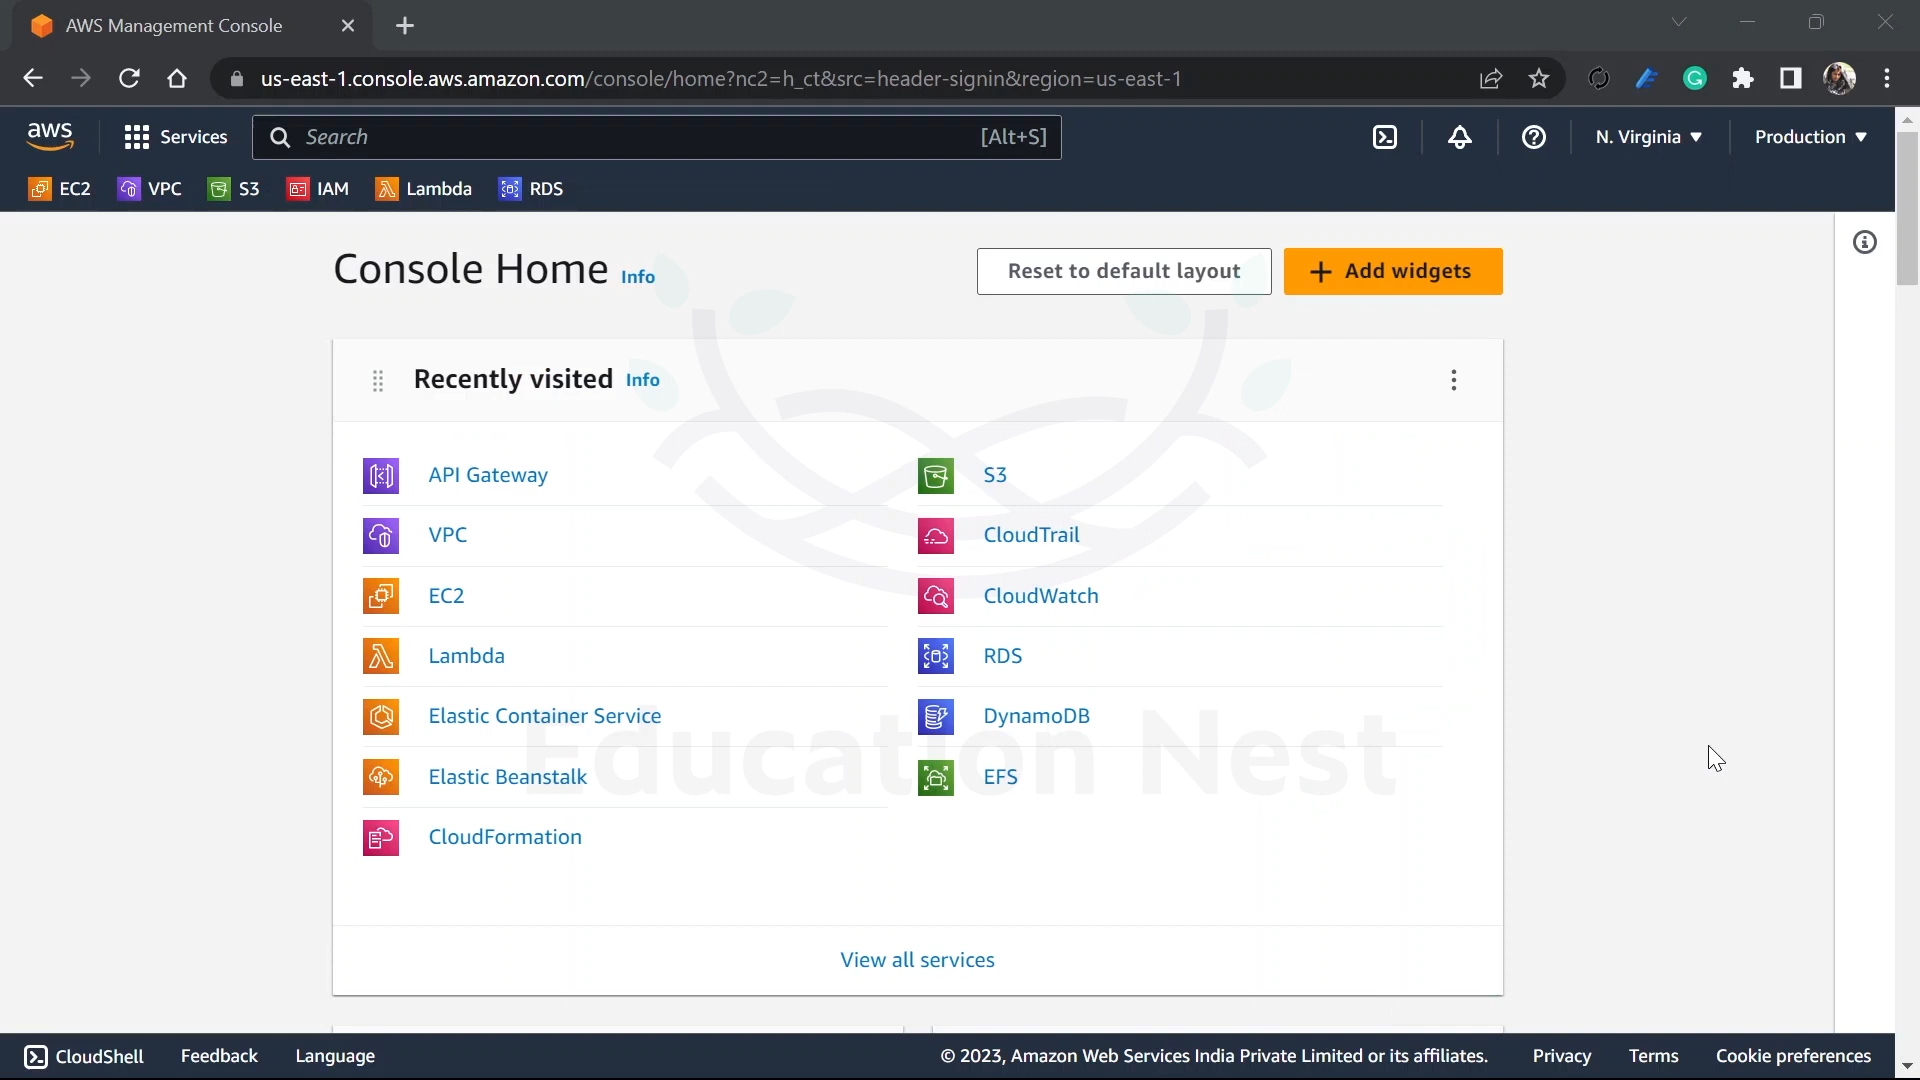 AWS Management Console
us-east-1.console.aws.amazon.com/console/home?nc2=h_ct&src=header-signin&region=us-east-1
aws Services Search [Alt+S] N. Virginia Production
EC2 VPC S3 IAM Lambda RDS
Console Home Info Reset to default layout + Add widgets
Recently visited Info
API Gateway S3
VPC CloudTrail
EC2 CloudWatch
Lambda RDS
Elastic Container Service DynamoDB
Education Nest
Elastic Beanstalk EFS
CloudFormation
View all services
CloudShell Feedback Language © 2023, Amazon Web Services India Private Limited or its affiliates. Privacy Terms Cookie preferences